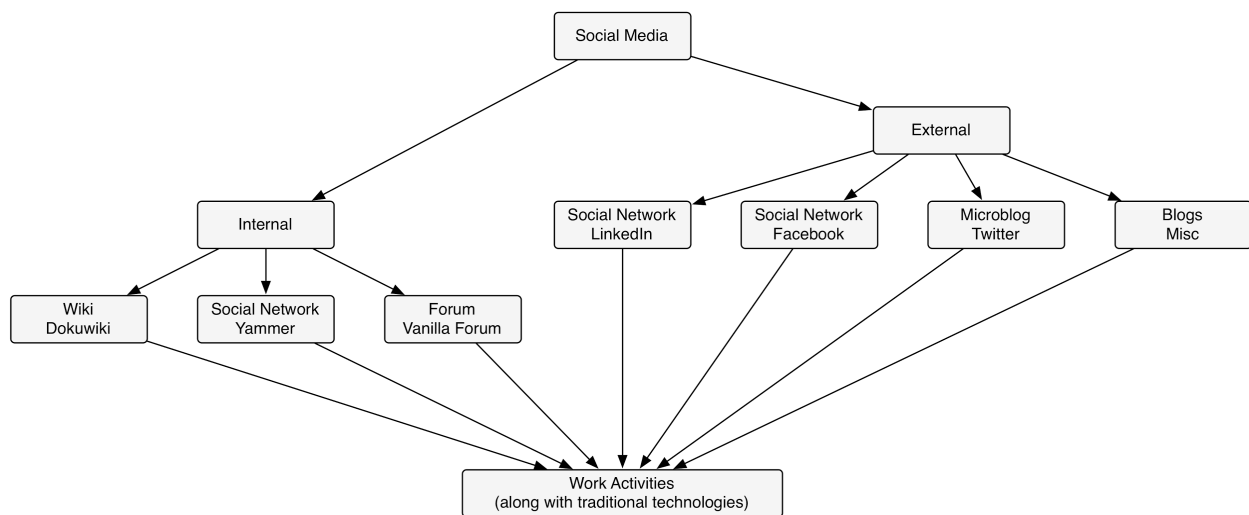 Social Media
External
Internal
Social Network
LinkedIn
Social Network
Facebook
Microblog
Twitter
Blogs
Misc
Wiki
Dokuwiki
Social Network
Yammer
Forum
Vanilla Forum
Work Activities
(along with traditional technologies)